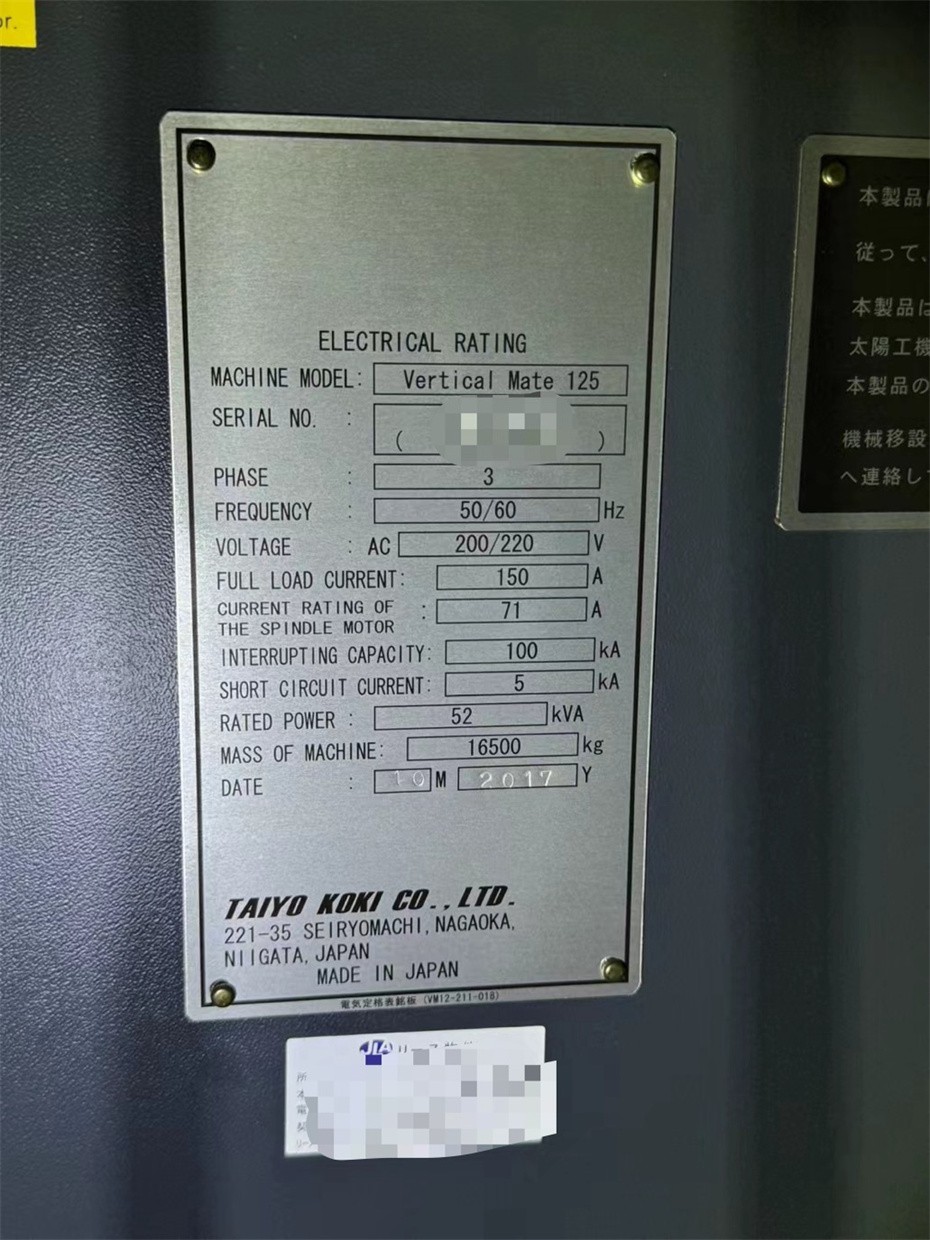 or.
ELECTRICAL RATING
MACHINE MODEL: Vertical Mate 125
SERIAL NO. :
( )
PHASE : 3
FREQUENCY : 50/60 Hz
VOLTAGE : AC 200/220 V
FULL LOAD CURRENT: 150 A
CURRENT RATING OF
THE SPINDLE MOTOR : 71 A
INTERRUPTING CAPACITY: 100 kA
SHORT CIRCUIT CURRENT: 5 kA
RATED POWER : 52 kVA
MASS OF MACHINE: 16500 kg
DATE : 10 M 2017 Y
TAIYO KOKI CO.,LTD.
221-35 SEIRYOMACHI,NAGAOKA,
NIIGATA,JAPAN
MADE IN JAPAN
電気定格表銘板 (VM12-211-018)
JLA
本製品
従って、
本製品は
太陽工機
本製品の
機械移設
へ連絡し